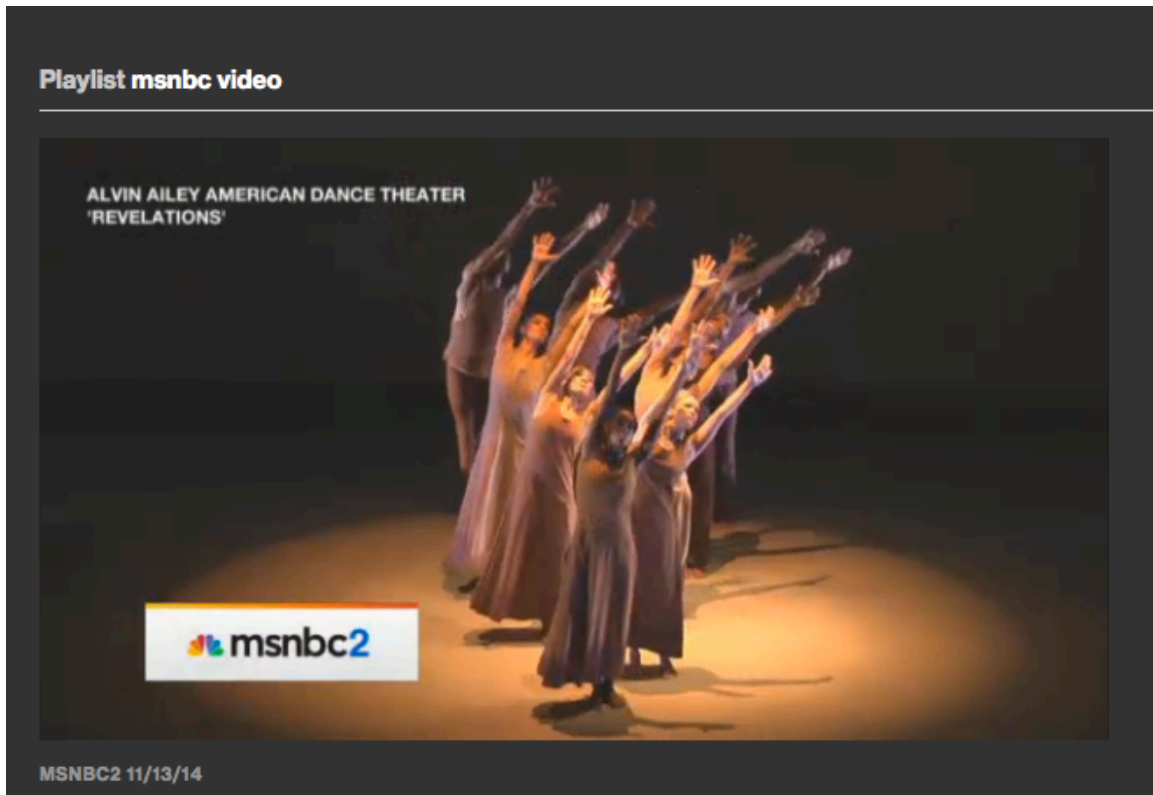 Playlist msnbc video
ALVIN AILEY AMERICAN DANCE THEATER
'REVELATIONS'
msnbc2
MSNBC2 11/13/14